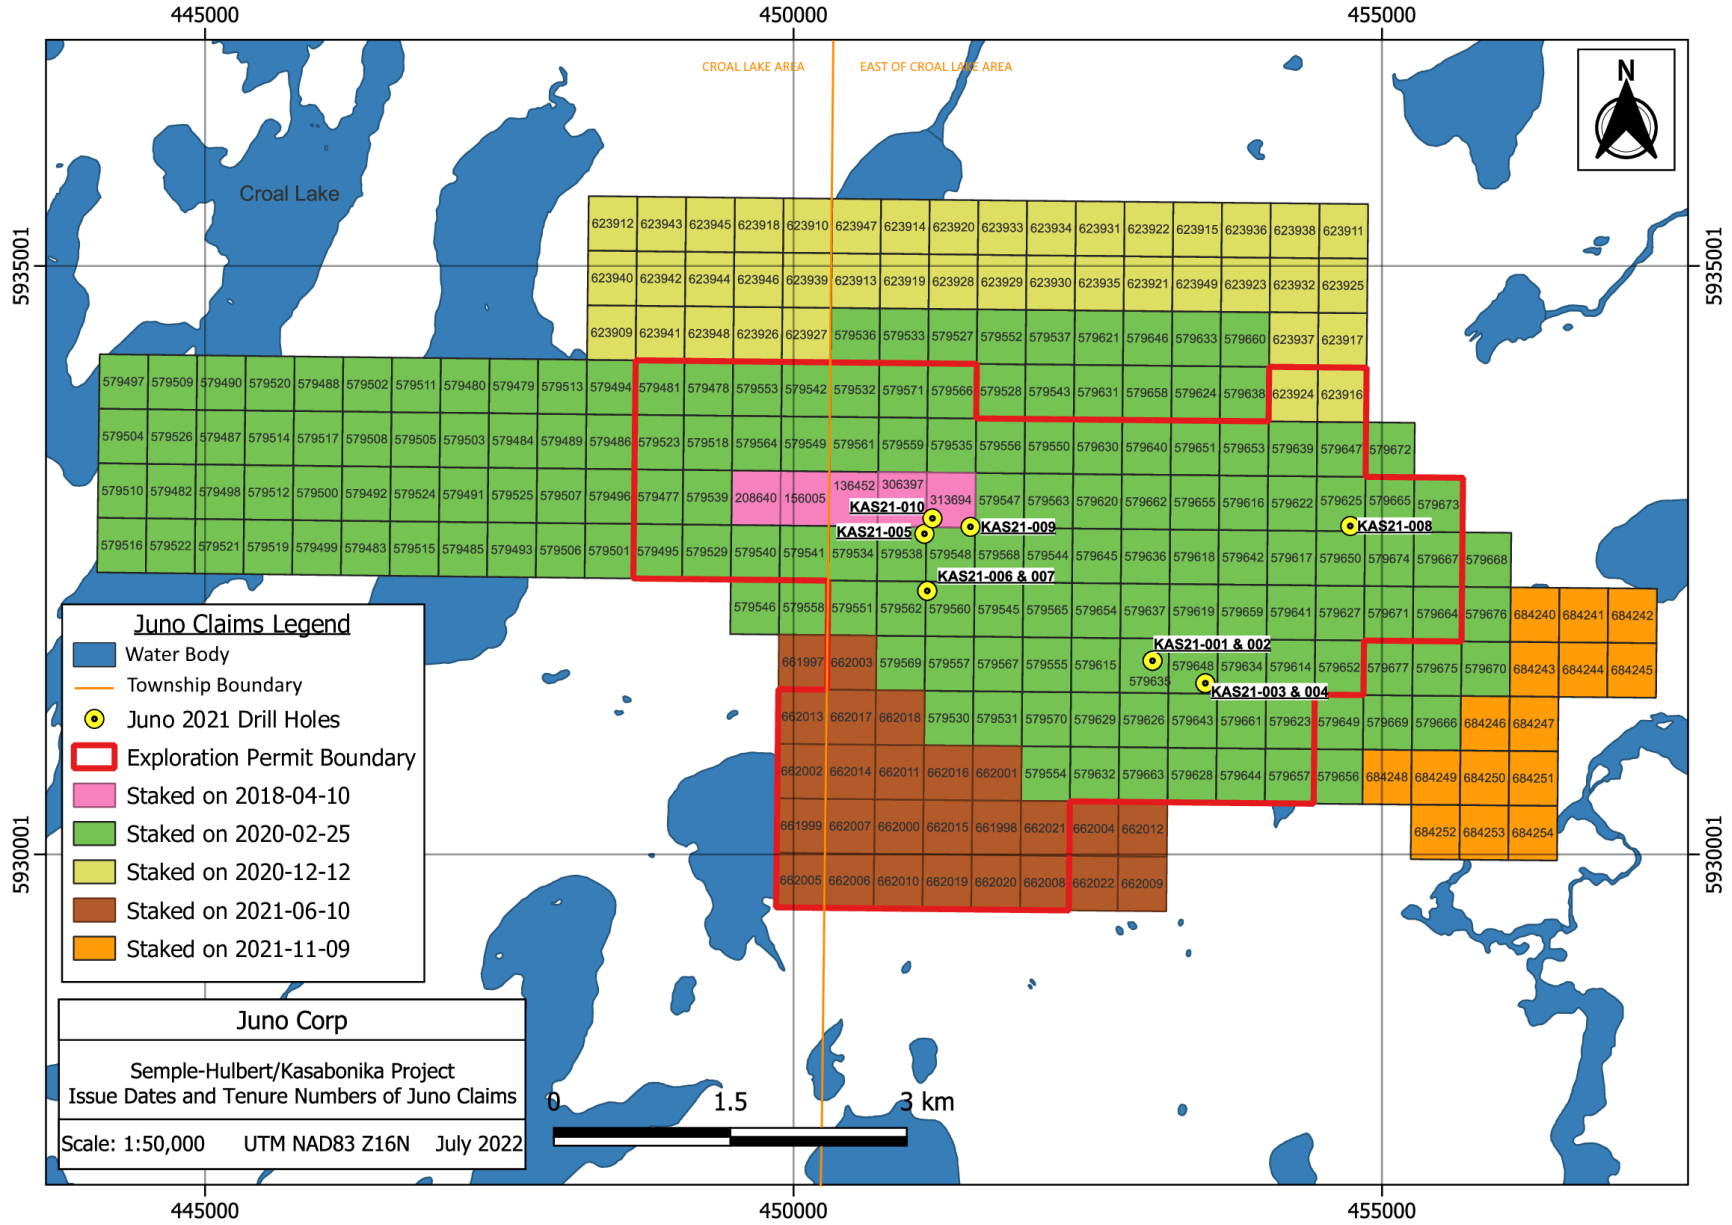 445000 450000 455000
CROAL LAKE AREA EAST OF CROAL LAKE AREA
N
Croal Lake
5935001 5935001
623912 623943 623945 623918 623910 623947 623914 623920 623933 623934 623931 623922 623915 623936 623938 623911
623940 623942 623944 623946 623939 623913 623919 623928 623929 623930 623935 623921 623949 623923 623932 623925
623909 623941 623948 623926 623927 579536 579533 579527 579552 579537 579621 579646 579633 579660 623937 623917
579497 579509 579490 579520 579488 579502 579511 579480 579479 579513 579494 579481 579478 579553 579542 579532 579571 579566 579528 579543 579631 579658 579624 579638 623924 623916
579504 579526 579487 579514 579517 579508 579505 579503 579484 579489 579486 579523 579518 579564 579549 579561 579559 579535 579556 579550 579630 579640 579651 579653 579639 579647 579672
579510 579482 579498 579512 579500 579492 579524 579491 579525 579507 579496 579477 579539 208640 156005 136452 306397 313694 579547 579563 579620 579662 579655 579616 579622 579625 579665 579673
KAS21-010
KAS21-005 KAS21-009 KAS21-008
579516 579522 579521 579519 579499 579483 579515 579485 579493 579506 579501 579495 579529 579540 579541 579534 579538 579548 579568 579544 579645 579636 579618 579642 579617 579650 579674 579667 579668
KAS21-006 & 007
579546 579558 579551 579562 579560 579545 579565 579654 579637 579619 579659 579641 579627 579671 579664 579676 684240 684241 684242
KAS21-001 & 002
661997 662003 579569 579557 579567 579555 579615 579635 579648 579634 579614 579652 579677 579675 579670 684243 684244 684245
KAS21-003 & 004
662013 662017 662018 579530 579531 579570 579629 579626 579643 579661 579623 579649 579669 579666 684246 684247
662002 662014 662011 662016 662001 579554 579632 579663 579628 579644 579657 579656 684248 684249 684250 684251
661999 662007 662000 662015 661998 662021 662004 662012 684252 684253 684254
5930001 5930001
662005 662006 662010 662019 662020 662008 662022 662009
Juno Claims Legend
Water Body
Township Boundary
Juno 2021 Drill Holes
Exploration Permit Boundary
Staked on 2018-04-10
Staked on 2020-02-25
Staked on 2020-12-12
Staked on 2021-06-10
Staked on 2021-11-09
Juno Corp
Semple-Hulbert/Kasabonika Project
Issue Dates and Tenure Numbers of Juno Claims
Scale: 1:50,000 UTM NAD83 Z16N July 2022
0 1.5 3 km
445000 450000 455000